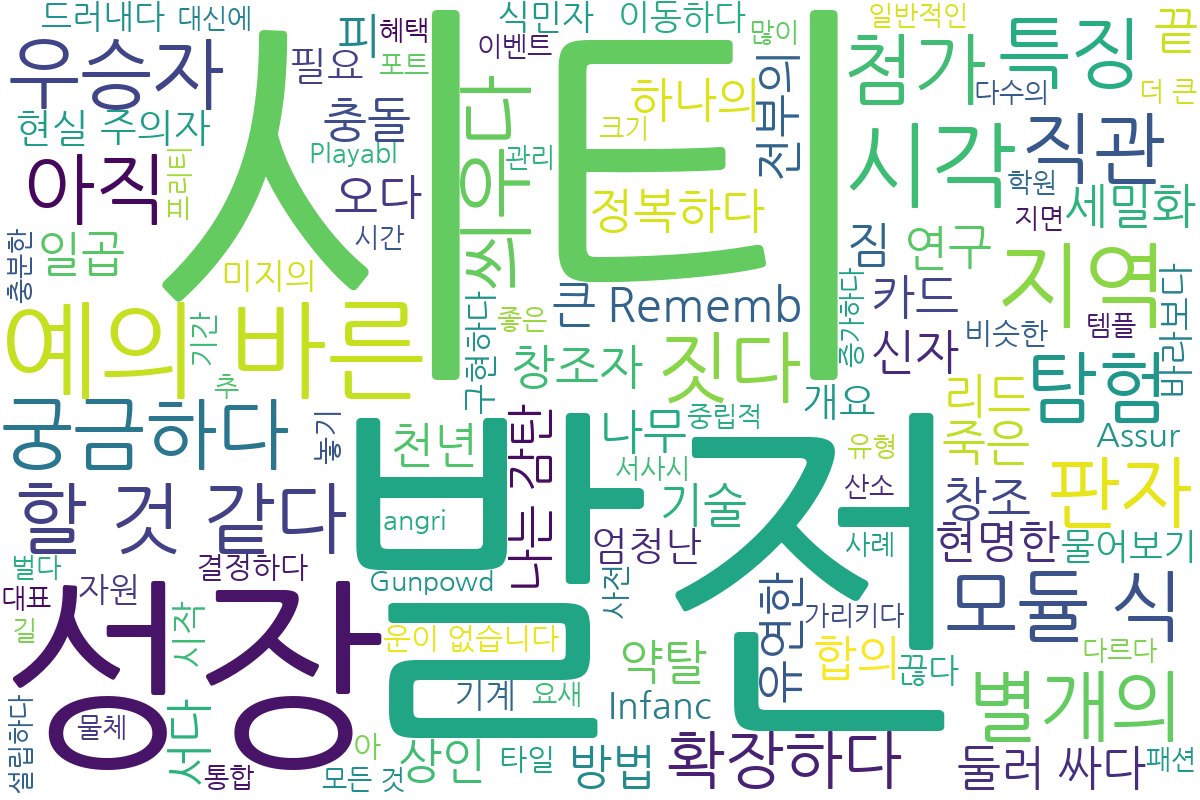 드러내다
대신에
피
혜택
식민자
이동하다
많이
일반적인
끝
우승자
필요
포트
이벤트
하나의
전부의
첨가
특징
다수의
더 큰
현실 주의자
충돌
시티
크기
Playabl
관리
씌우다
시각
직관
아직
프리티
오다
정복하다
학원
세밀화
지면
일곱
충분한
시간
미지의
짐
연구
지역
예의 바른
기간
구현하다
좋은
큰
Rememb
증가하다
카드
비슷한
템플
바라보다
추
창조자
짓다
신자
탐험
궁금하다
놓기
천년
나는 감탄
나무
중립적
개요
리드
죽은
Assur
할 것 같다
발전
서사시
유형
판자
angri
기술
산소
창조
엄청난
사례
현명한
물어보기
벌다
결정하다
대표
자원
Gunpowd
사전
유연한
가리키다
모듈 식
길
시작
성장
운이 없습니다
약탈
합의
끊다
다르다
기계
요새
Infanc
별개의
설립하다
물체
서다
아
통합
모든 것
상인
타일
방법
확장하다
둘러 싸다
패션